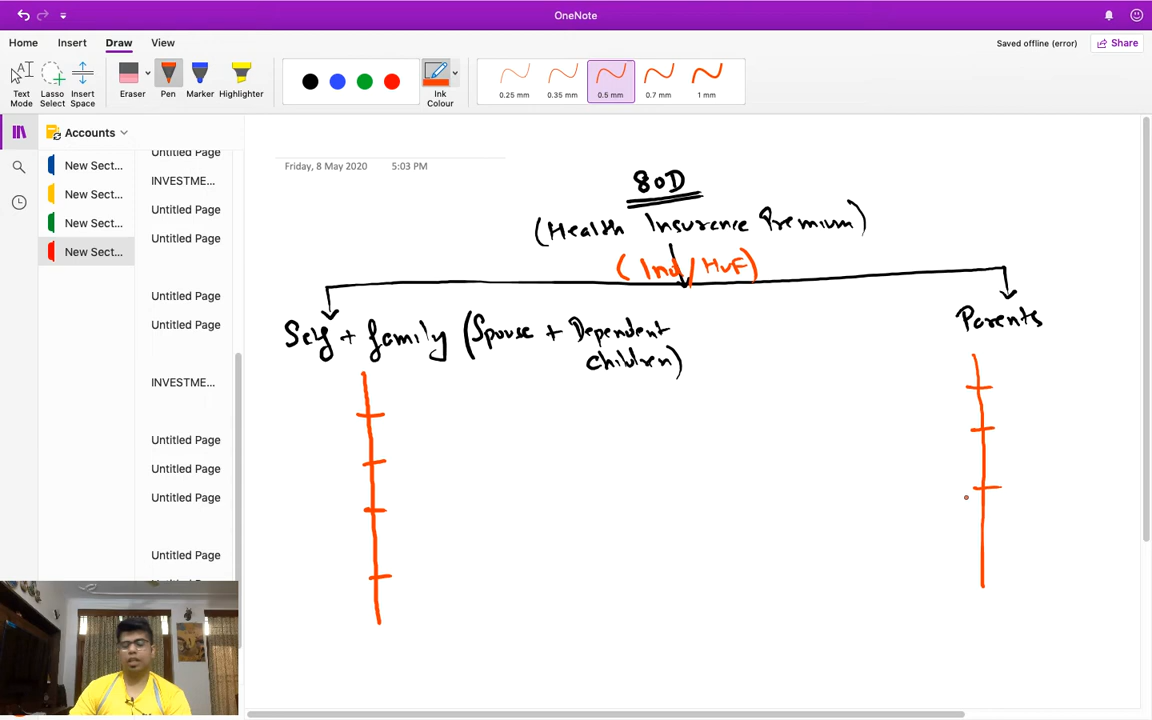 OneNote
Home Insert Draw View
Saved offline (error) Share
Text Mode
Lasso Select
Insert Space
Eraser
Pen
Marker
Highlighter
Ink Colour
0.25 mm
0.35 mm
0.5 mm
0.7 mm
1 mm
Accounts
New Sect...
New Sect...
New Sect...
New Sect...
Untitled Page
INVESTME...
Untitled Page
Untitled Page
Untitled Page
Untitled Page
INVESTME...
Untitled Page
Untitled Page
Untitled Page
Untitled Page
Friday, 8 May 2020 5:03 PM
80D
(Health Insurance Premium)
(Ind/HUF)
Self + family (Spouse + Dependent
children)
Parents